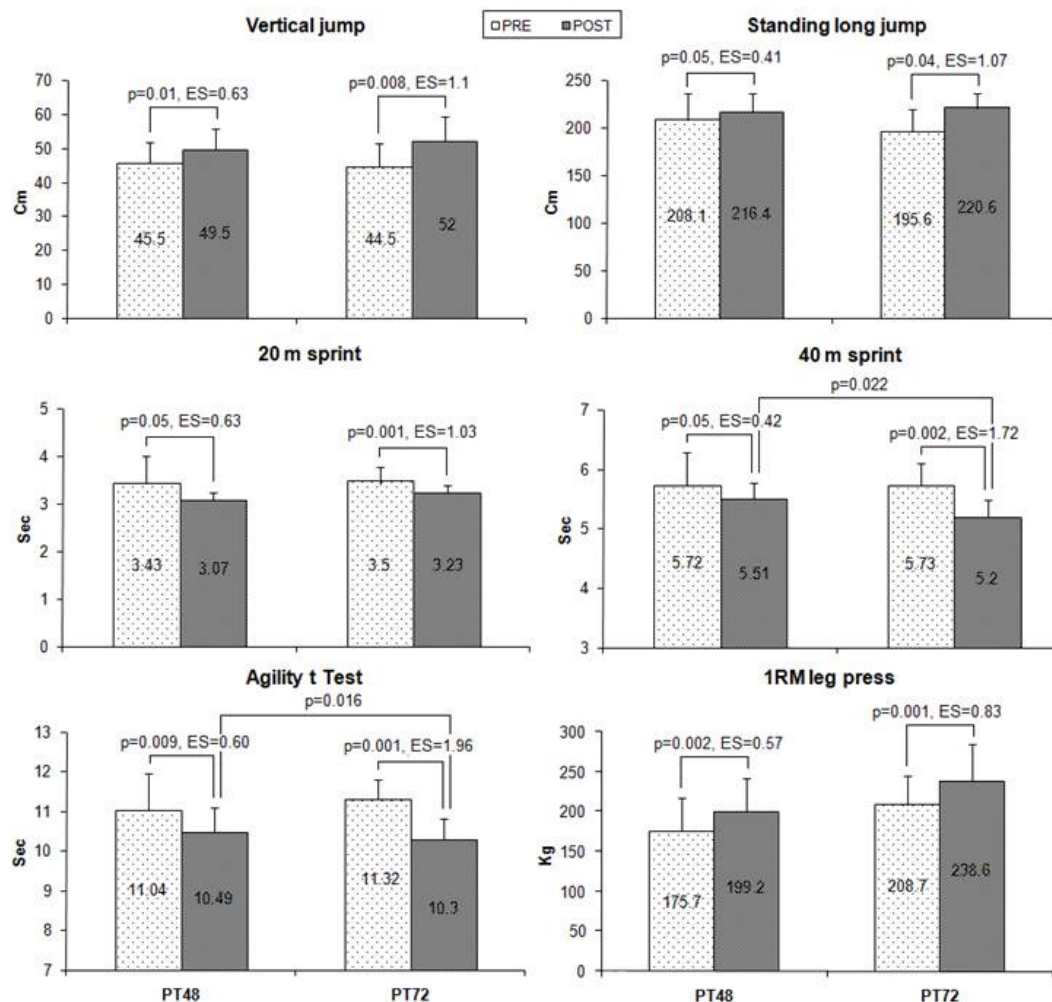 Vertical jump
PRE POST
Standing long jump
p=0.01, ES=0.63
p=0.008, ES=1.1
70
60
50
40
30
20
10
0
Cm
45.5
49.5
44.5
52
p=0.05, ES=0.41
p=0.04, ES=1.07
250
200
150
100
50
0
Cm
208.1
216.4
195.6
220.6
20 m sprint
p=0.05, ES=0.63
p=0.001, ES=1.03
5
4
3
2
1
0
Sec
3.43
3.07
3.5
3.23
40 m sprint
p=0.022
p=0.05, ES=0.42
p=0.002, ES=1.72
7
6
5
4
3
Sec
5.72
5.51
5.73
5.2
Agility t Test
p=0.016
p=0.009, ES=0.60
p=0.001, ES=1.96
13
12
11
10
9
8
7
Sec
11.04
10.49
11.32
10.3
PT48 PT72
1RM leg press
p=0.002, ES=0.57
p=0.001, ES=0.83
300
250
200
150
100
50
0
Kg
175.7
199.2
208.7
238.6
PT48 PT72